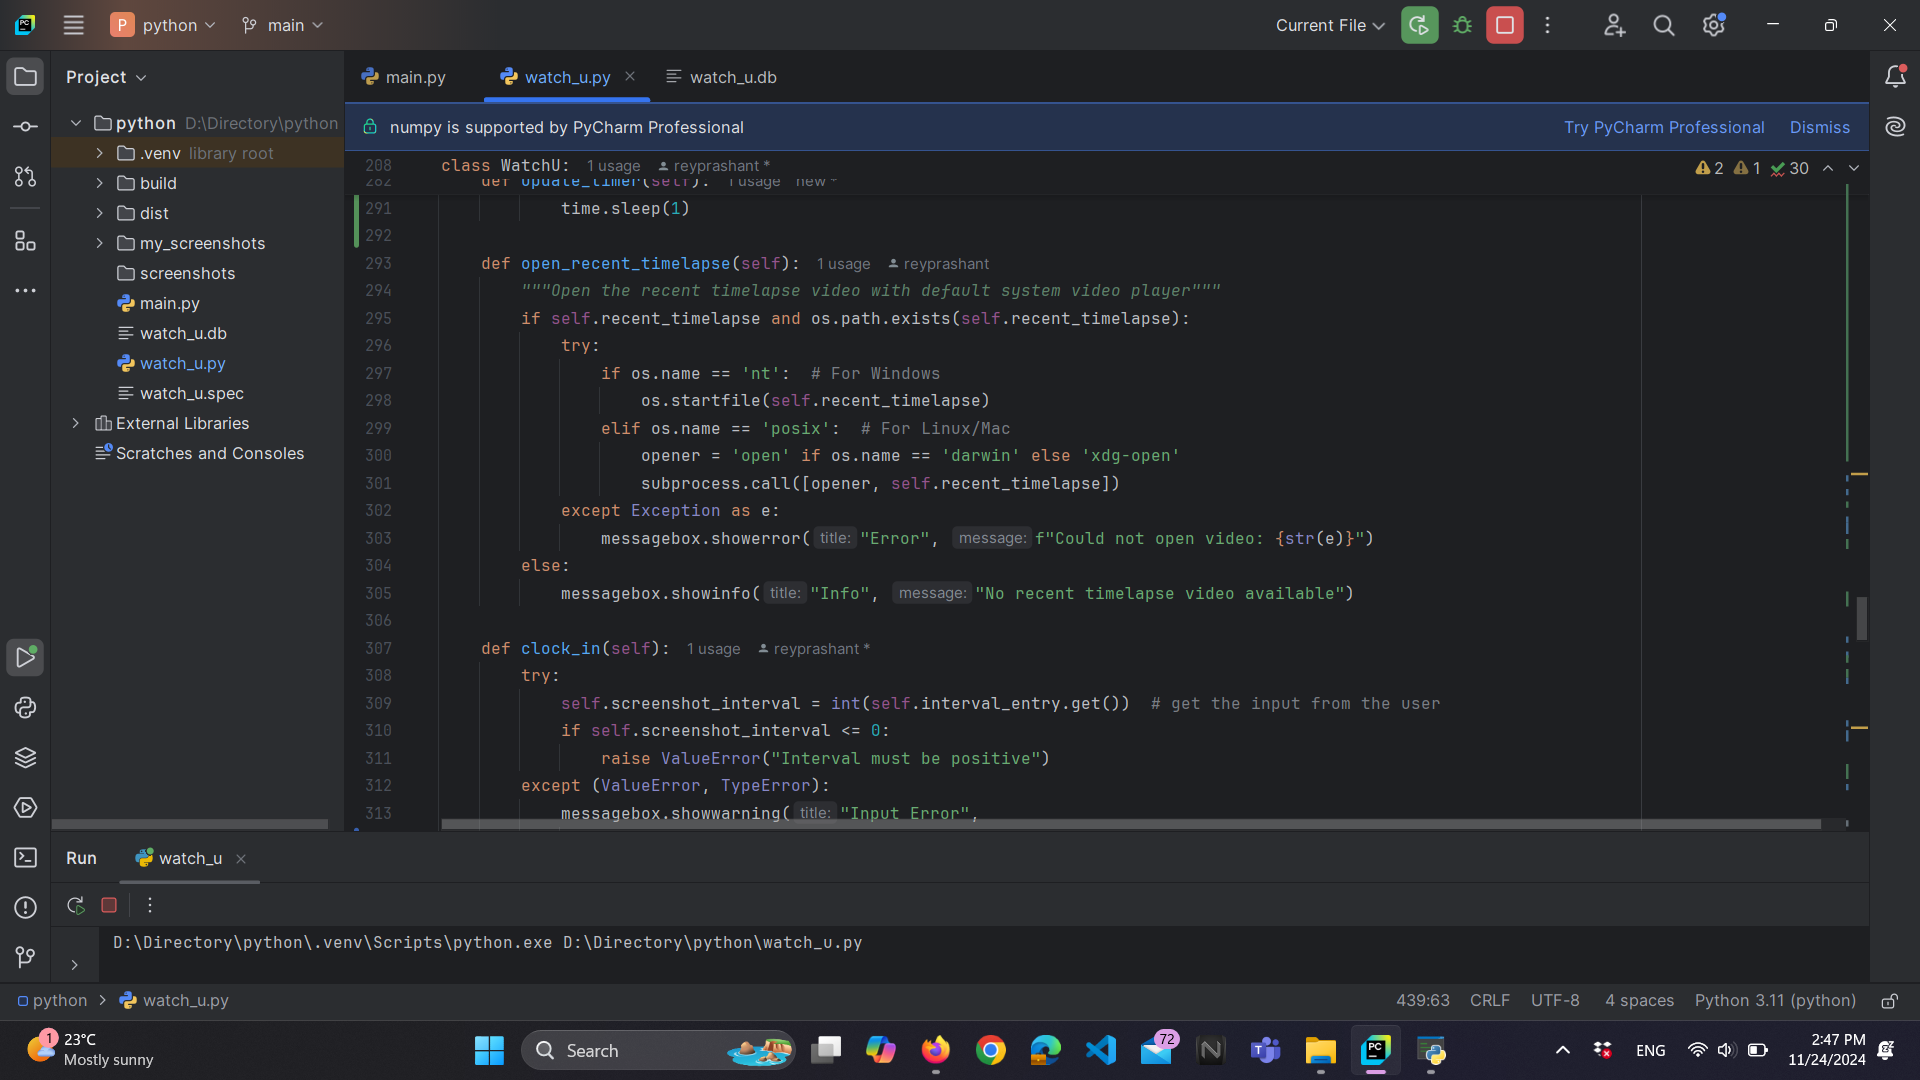 P python main Current File
Project main.py watch_u.py watch_u.db
numpy is supported by PyCharm Professional Try PyCharm Professional Dismiss
python D:\Directory\python
.venv library root
build
dist
my_screenshots
screenshots
main.py
watch_u.db
watch_u.py
watch_u.spec
External Libraries
Scratches and Consoles
208 class WatchU: 1 usage reyprashant * 2 1 30
282 def update_timer(self): 1 usage new *
291 time.sleep(1)
292
293 def open_recent_timelapse(self): 1 usage reyprashant
294 """Open the recent timelapse video with default system video player"""
295 if self.recent_timelapse and os.path.exists(self.recent_timelapse):
296 try:
297 if os.name == 'nt':  # For Windows
298 os.startfile(self.recent_timelapse)
299 elif os.name == 'posix':  # For Linux/Mac
300 opener = 'open' if os.name == 'darwin' else 'xdg-open'
301 subprocess.call([opener, self.recent_timelapse])
302 except Exception as e:
303 messagebox.showerror( title: "Error", message: f"Could not open video: {str(e)}")
304 else:
305 messagebox.showinfo( title: "Info", message: "No recent timelapse video available")
306
307 def clock_in(self): 1 usage reyprashant *
308 try:
309 self.screenshot_interval = int(self.interval_entry.get())  # get the input from the user
310 if self.screenshot_interval <= 0:
311 raise ValueError("Interval must be positive")
312 except (ValueError, TypeError):
313 messagebox.showwarning( title: "Input Error",
Run watch_u
D:\Directory\python\.venv\Scripts\python.exe D:\Directory\python\watch_u.py
python watch_u.py 439:63 CRLF UTF-8 4 spaces Python 3.11 (python)
1 23°C
Mostly sunny
Search
72
ENG
2:47 PM
11/24/2024